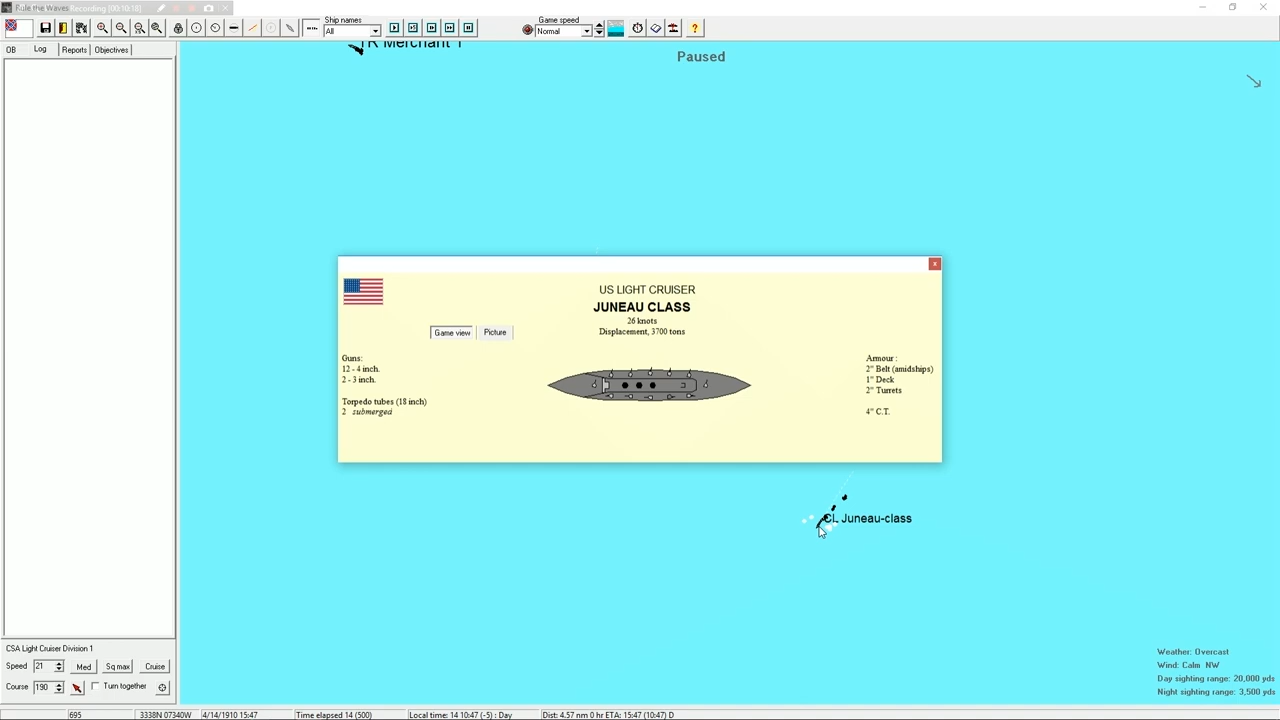 Rule the Waves
Recording [00:10:18]
Ship names
All
Game speed
Normal
OB Log Reports Objectives
TR Merchant 1
Paused
US LIGHT CRUISER
JUNEAU CLASS
26 knots
Displacement, 3700 tons
Game view Picture
Guns:
12 - 4 inch.
2 - 3 inch.
Torpedo tubes (18 inch)
2 submerged
Armour :
2" Belt (amidships)
1" Deck
2" Turrets
4" C.T.
CL Juneau-class
CSA Light Cruiser Division 1
Speed 21 Med Sq max Cruise
Course 190 Turn together
Weather: Overcast
Wind: Calm NW
Day sighting range: 20,000 yds
Night sighting range: 3,500 yds
695 3338N 07340W 4/14/1910 15:47 Time elapsed 14 (500) Local time: 14 10:47 (-5) : Day Dist: 4.57 nm 0 hr ETA: 15:47 (10:47) D